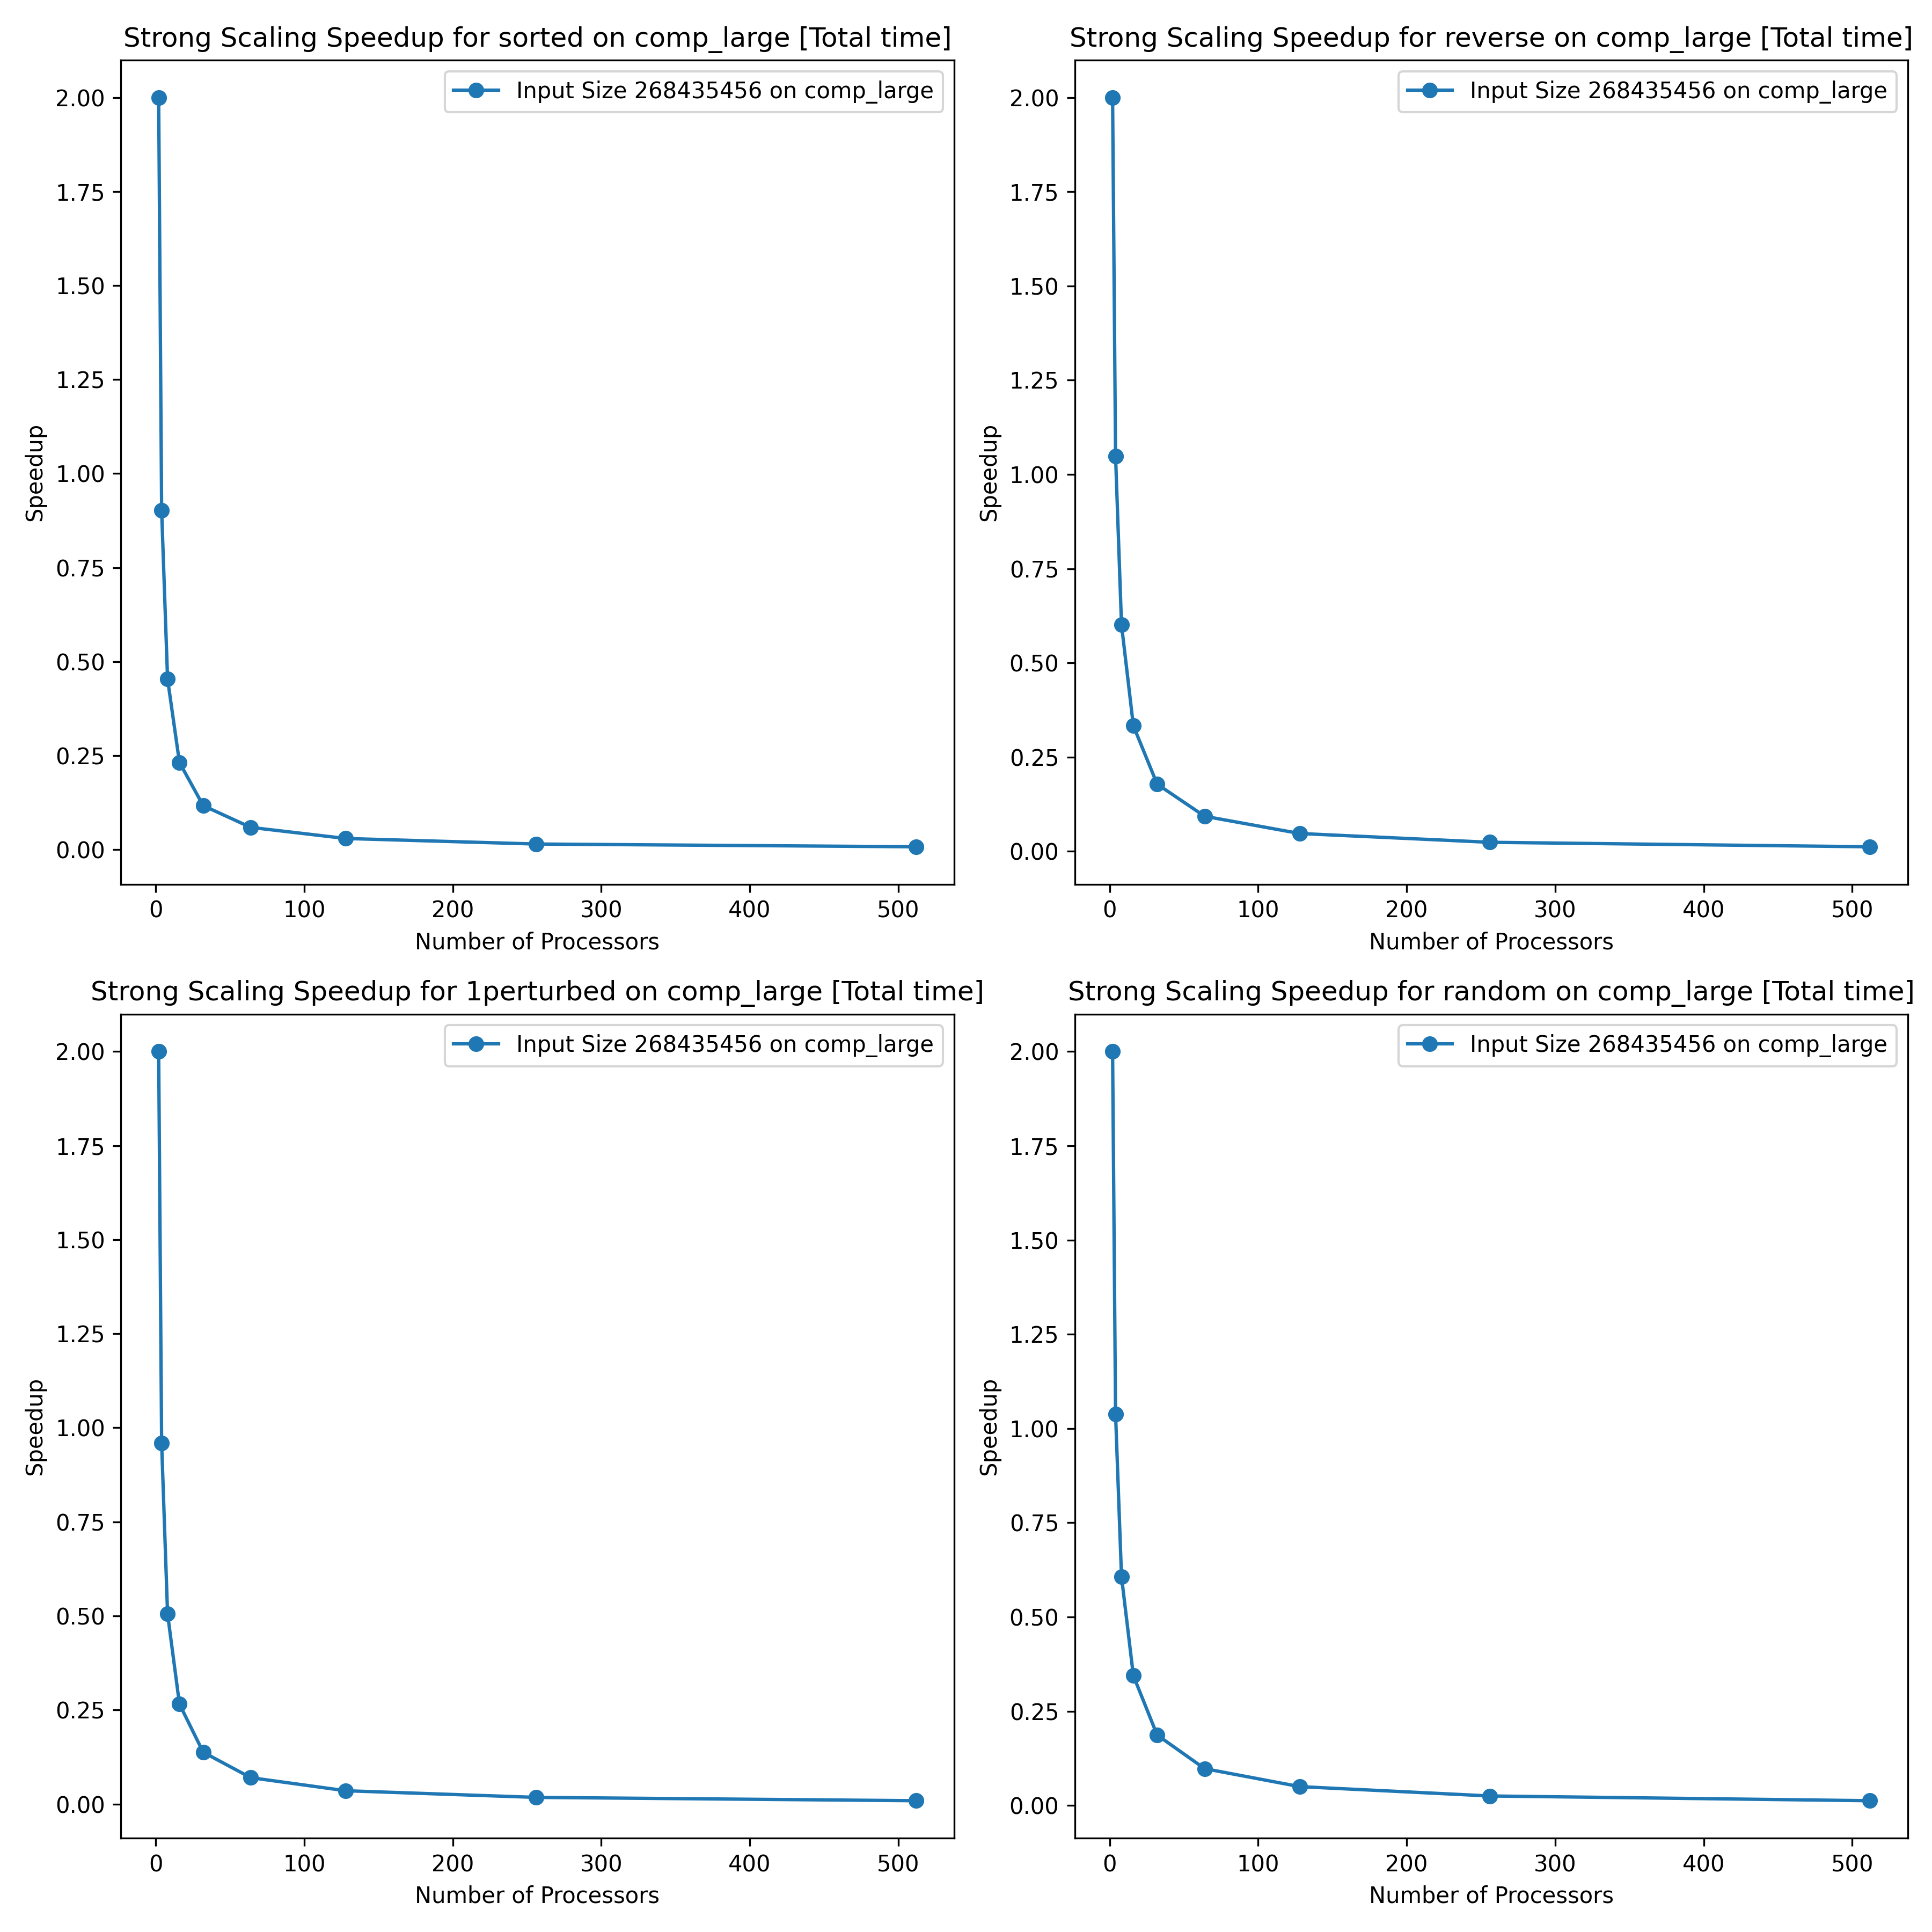 Strong Scaling Speedup for sorted on comp_large [Total time]
Input Size 268435456 on comp_large
2.00
1.75
1.50
1.25
1.00
0.75
0.50
0.25
0.00
Speedup
0 100 200 300 400 500
Number of Processors
Strong Scaling Speedup for reverse on comp_large [Total time]
Input Size 268435456 on comp_large
2.00
1.75
1.50
1.25
1.00
0.75
0.50
0.25
0.00
Speedup
0 100 200 300 400 500
Number of Processors
Strong Scaling Speedup for 1perturbed on comp_large [Total time]
Input Size 268435456 on comp_large
2.00
1.75
1.50
1.25
1.00
0.75
0.50
0.25
0.00
Speedup
0 100 200 300 400 500
Number of Processors
Strong Scaling Speedup for random on comp_large [Total time]
Input Size 268435456 on comp_large
2.00
1.75
1.50
1.25
1.00
0.75
0.50
0.25
0.00
Speedup
0 100 200 300 400 500
Number of Processors